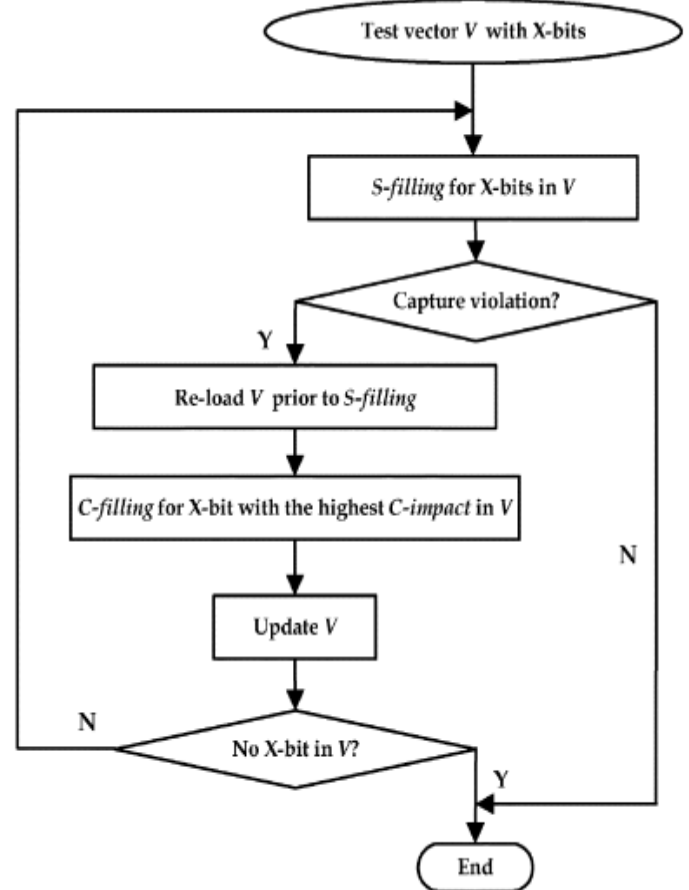 Test vector V with X-bits
S-filling for X-bits in V
Capture violation?
Y
Re-load V prior to S-filling
C-filling for X-bit with the highest C-impact in V
N
Update V
N
No X-bit in V?
Y
End